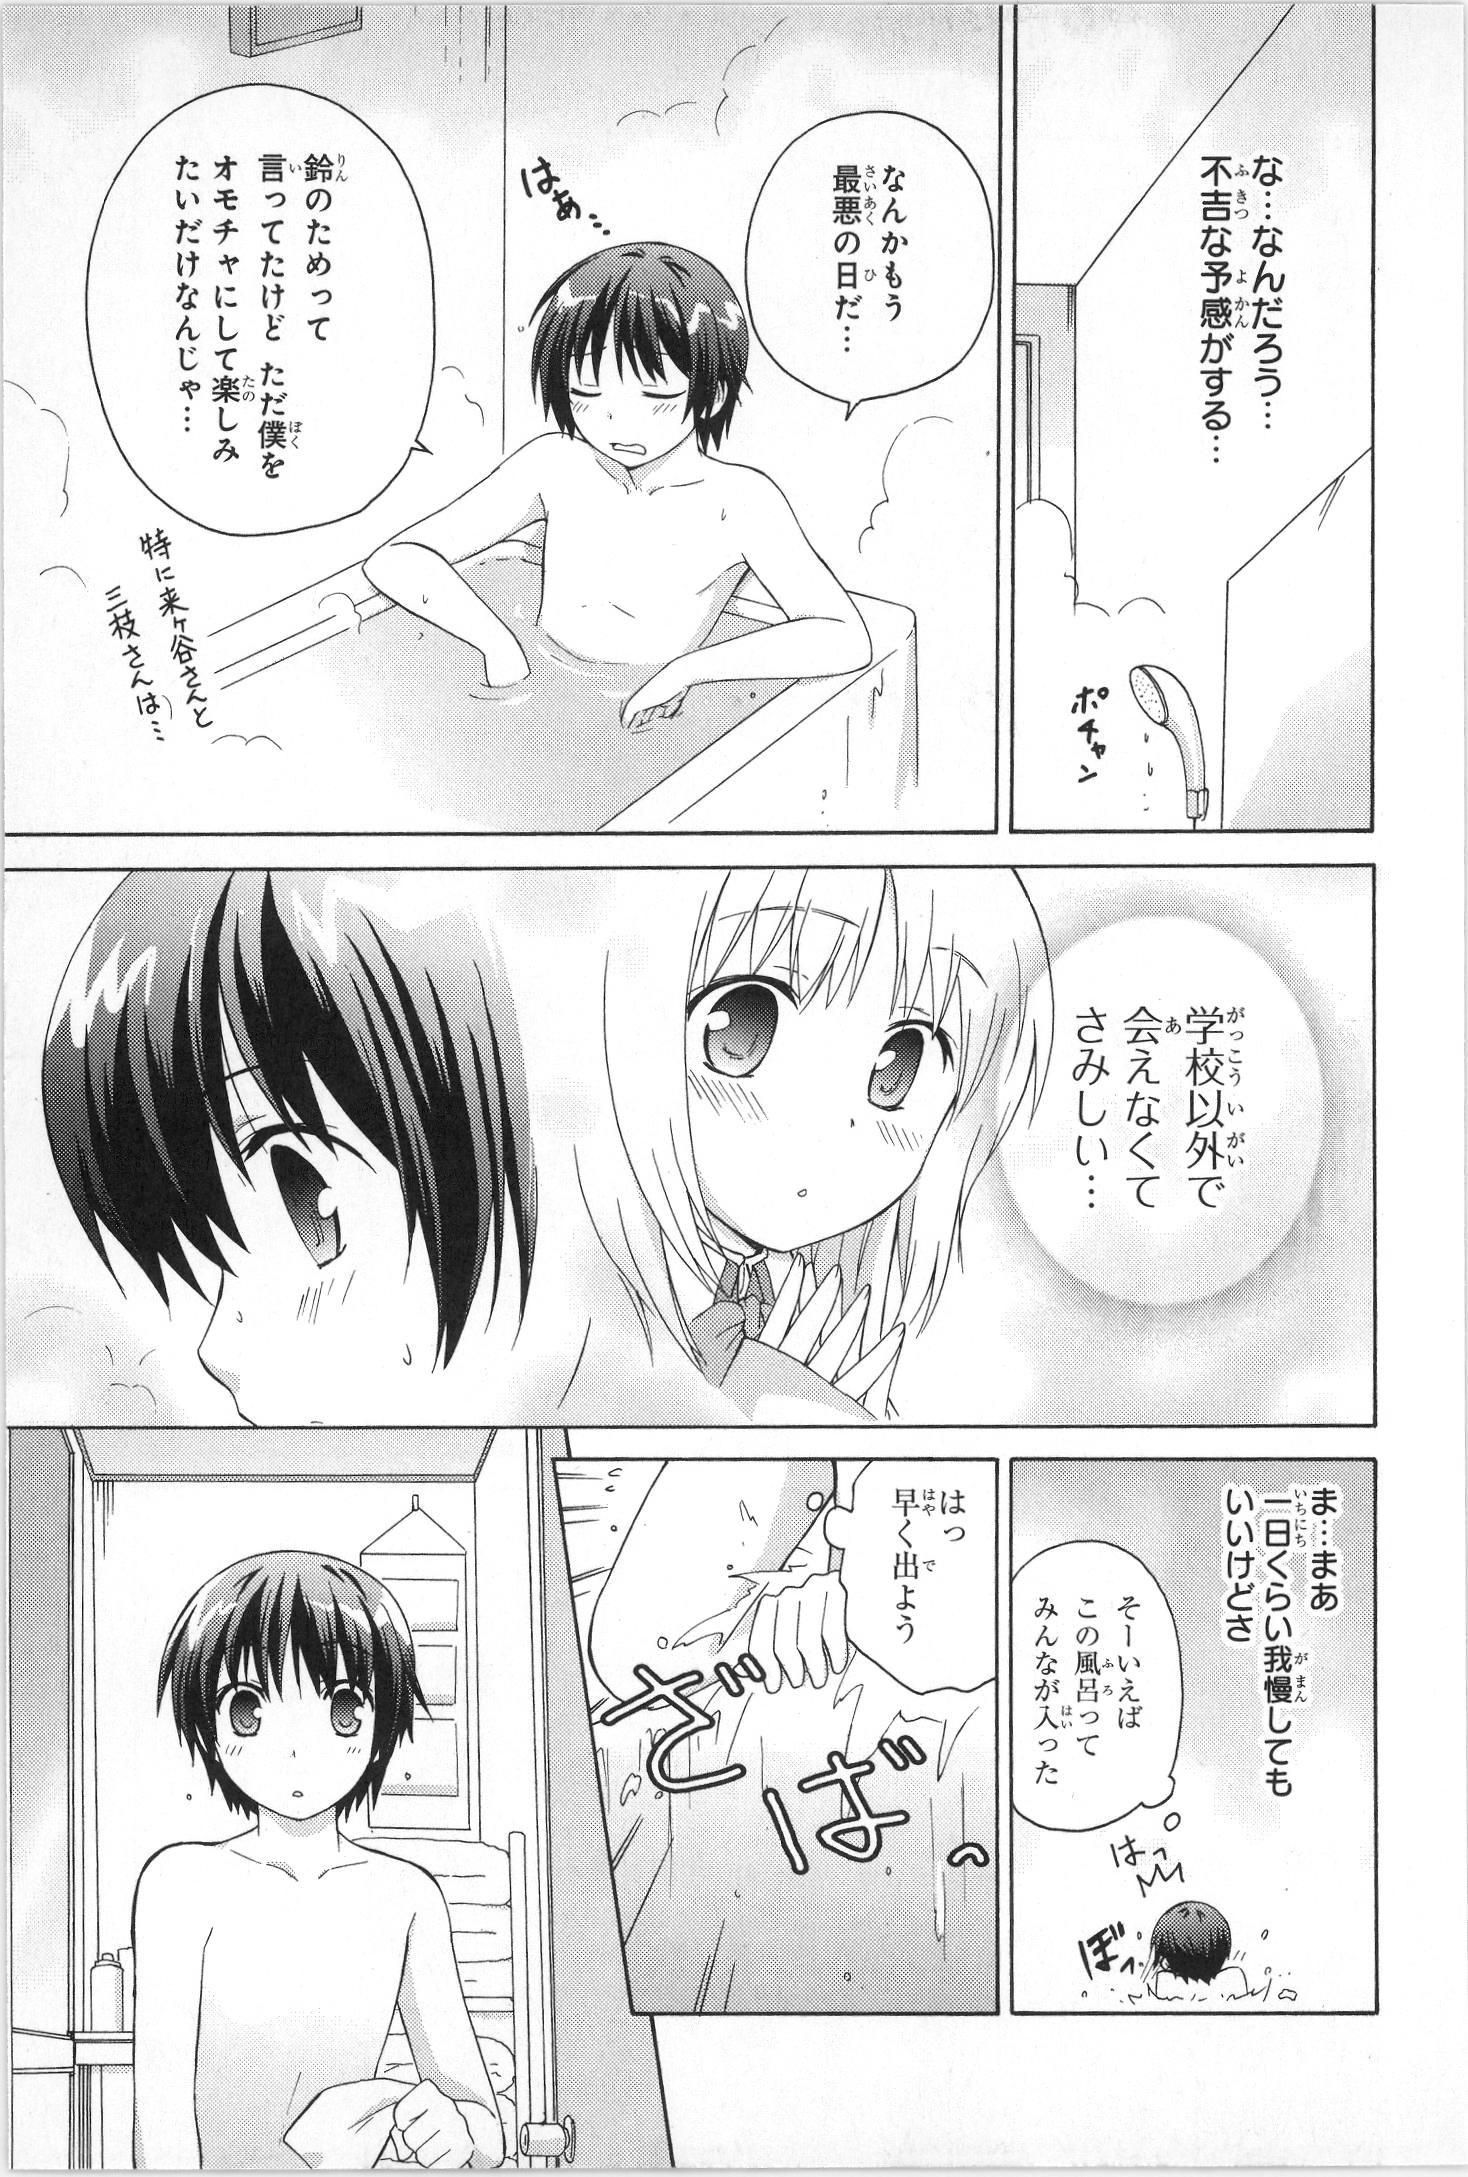 な…なんだろう…
不吉な予感がする…
ポチャン
なんかもう
最悪の日だ…
はぁ…
鈴のためって
言ってたけど ただ僕を
オモチャにして楽しみ
たいだけなんじゃ…
特に来ヶ谷さんと
三枝さんは…
学校以外で
会えなくて
さみしい…
ま…まあ
一日くらい我慢しても
いいけどさ
そーいえば
この風呂って
みんなが入った
はっ
ぼっ
はっ
早く出よう
ざばっ